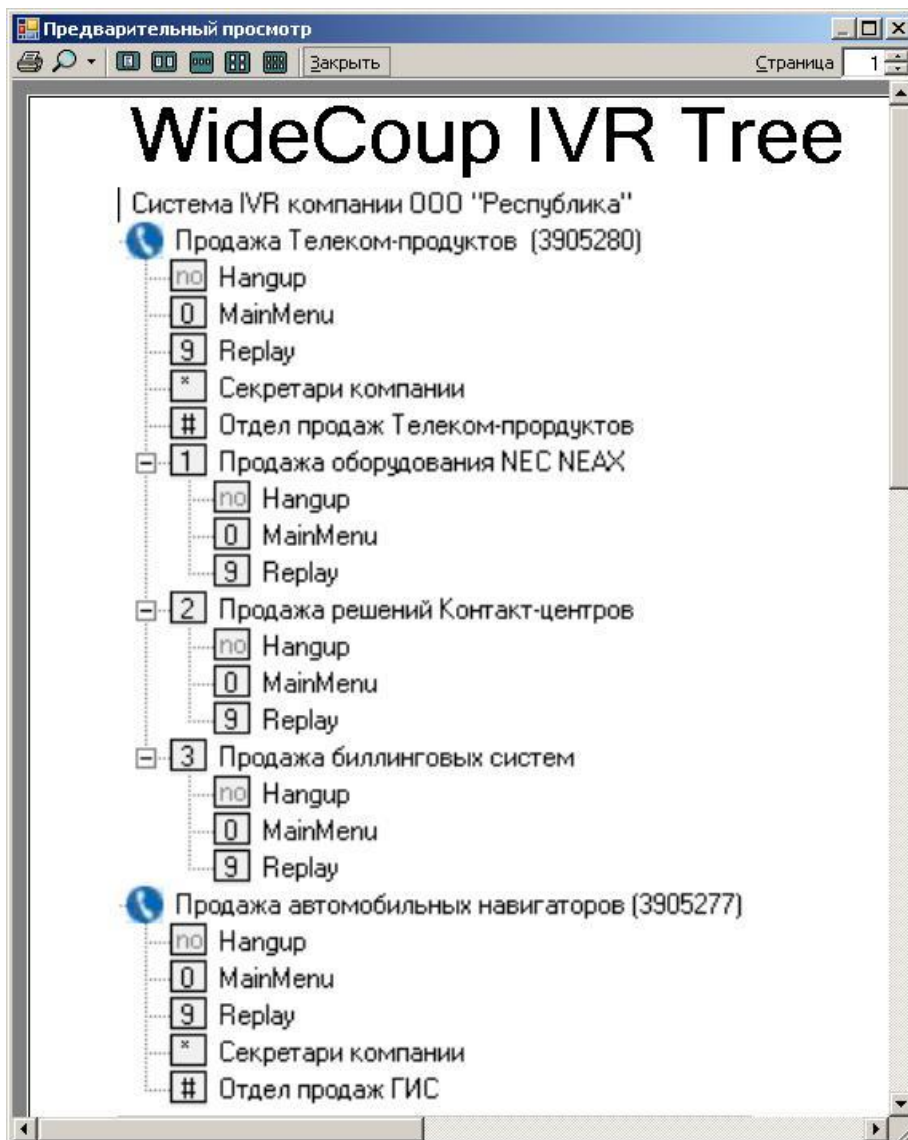 Предварительный просмотр
Закрыть Страница 1
WideCoup IVR Tree
Система IVR компании ООО "Республика"
Продажа Телеком-продуктов (3905280)
no Hangup
0 MainMenu
9 Replay
* Секретари компании
# Отдел продаж Телеком-прордуктов
1 Продажа оборудования NEC NEAX
no Hangup
0 MainMenu
9 Replay
2 Продажа решений Контакт-центров
no Hangup
0 MainMenu
9 Replay
3 Продажа биллинговых систем
no Hangup
0 MainMenu
9 Replay
Продажа автомобильных навигаторов (3905277)
no Hangup
0 MainMenu
9 Replay
* Секретари компании
# Отдел продаж ГИС